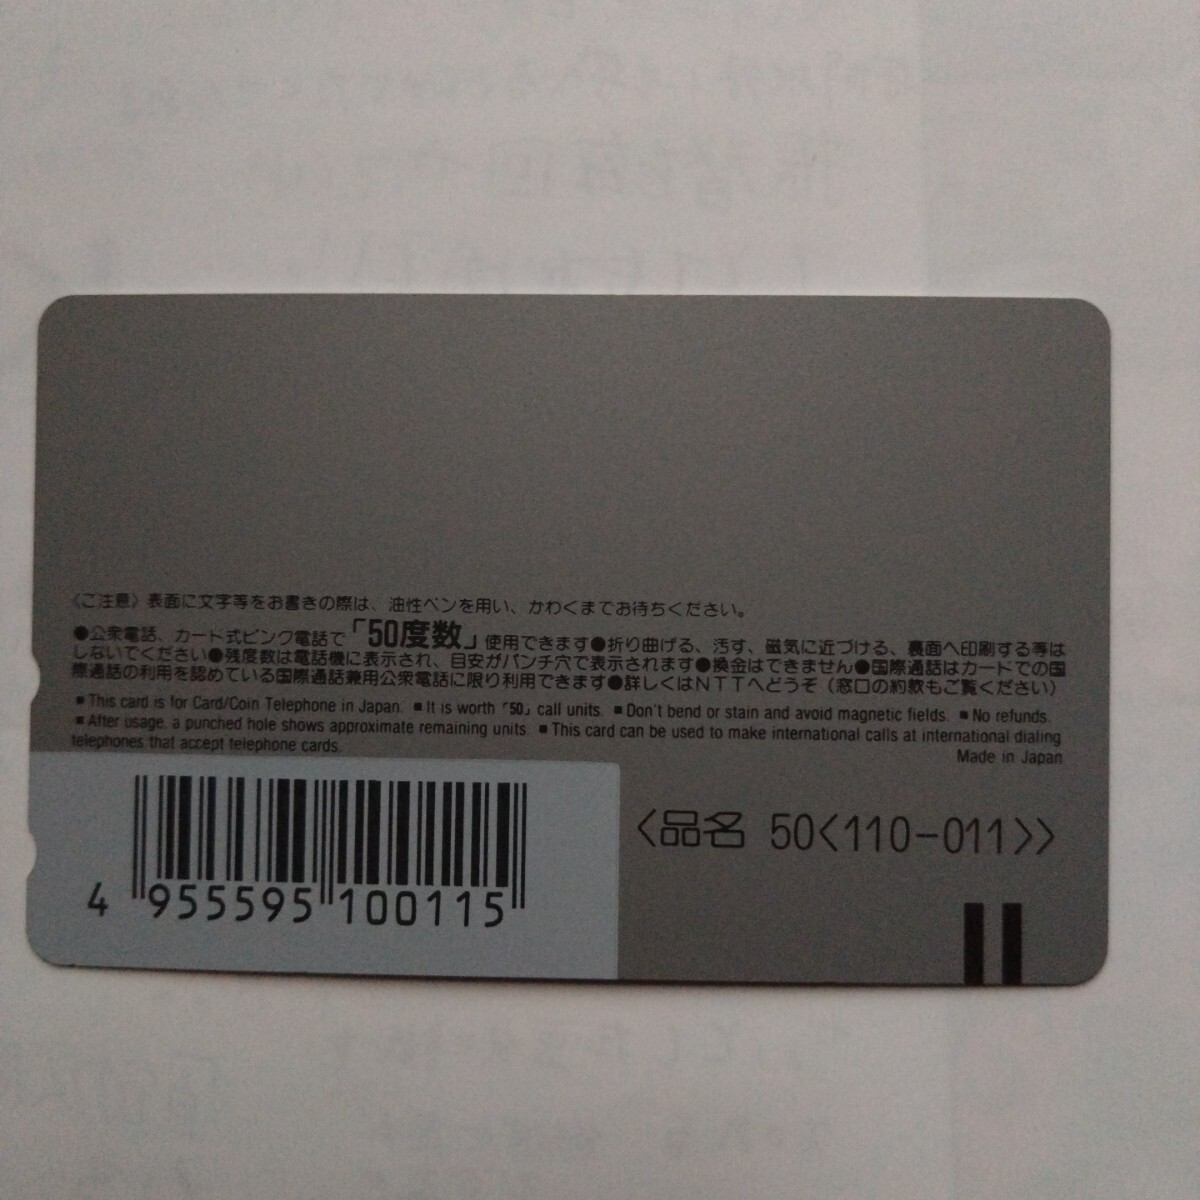 〈ご注意〉表面に文字等をお書きの際は、油性ペンを用い、かわくまでお待ちください。
●公衆電話、カード式ピンク電話で「50度数」使用できます●折り曲げる、汚す、磁気に近づける、裏面へ印刷する等は
しないでください●残度数は電話機に表示され、目安がパンチ穴で表示されます●換金はできません●国際通話はカードでの国
際通話の利用を認めている国際通話兼用公衆電話に限り利用できます●詳しくはNTTへどうぞ（窓口の約款もご覧ください）
■This card is for Card/Coin Telephone in Japan. ■It is worth「50」call units. ■Don't bend or stain and avoid magnetic fields. ■No refunds.
■After usage, a punched hole shows approximate remaining units. ■This card can be used to make international calls at international dialing
telephones that accept telephone cards.
Made in Japan
〈品名 50〈110-011〉〉
4 955595 100115